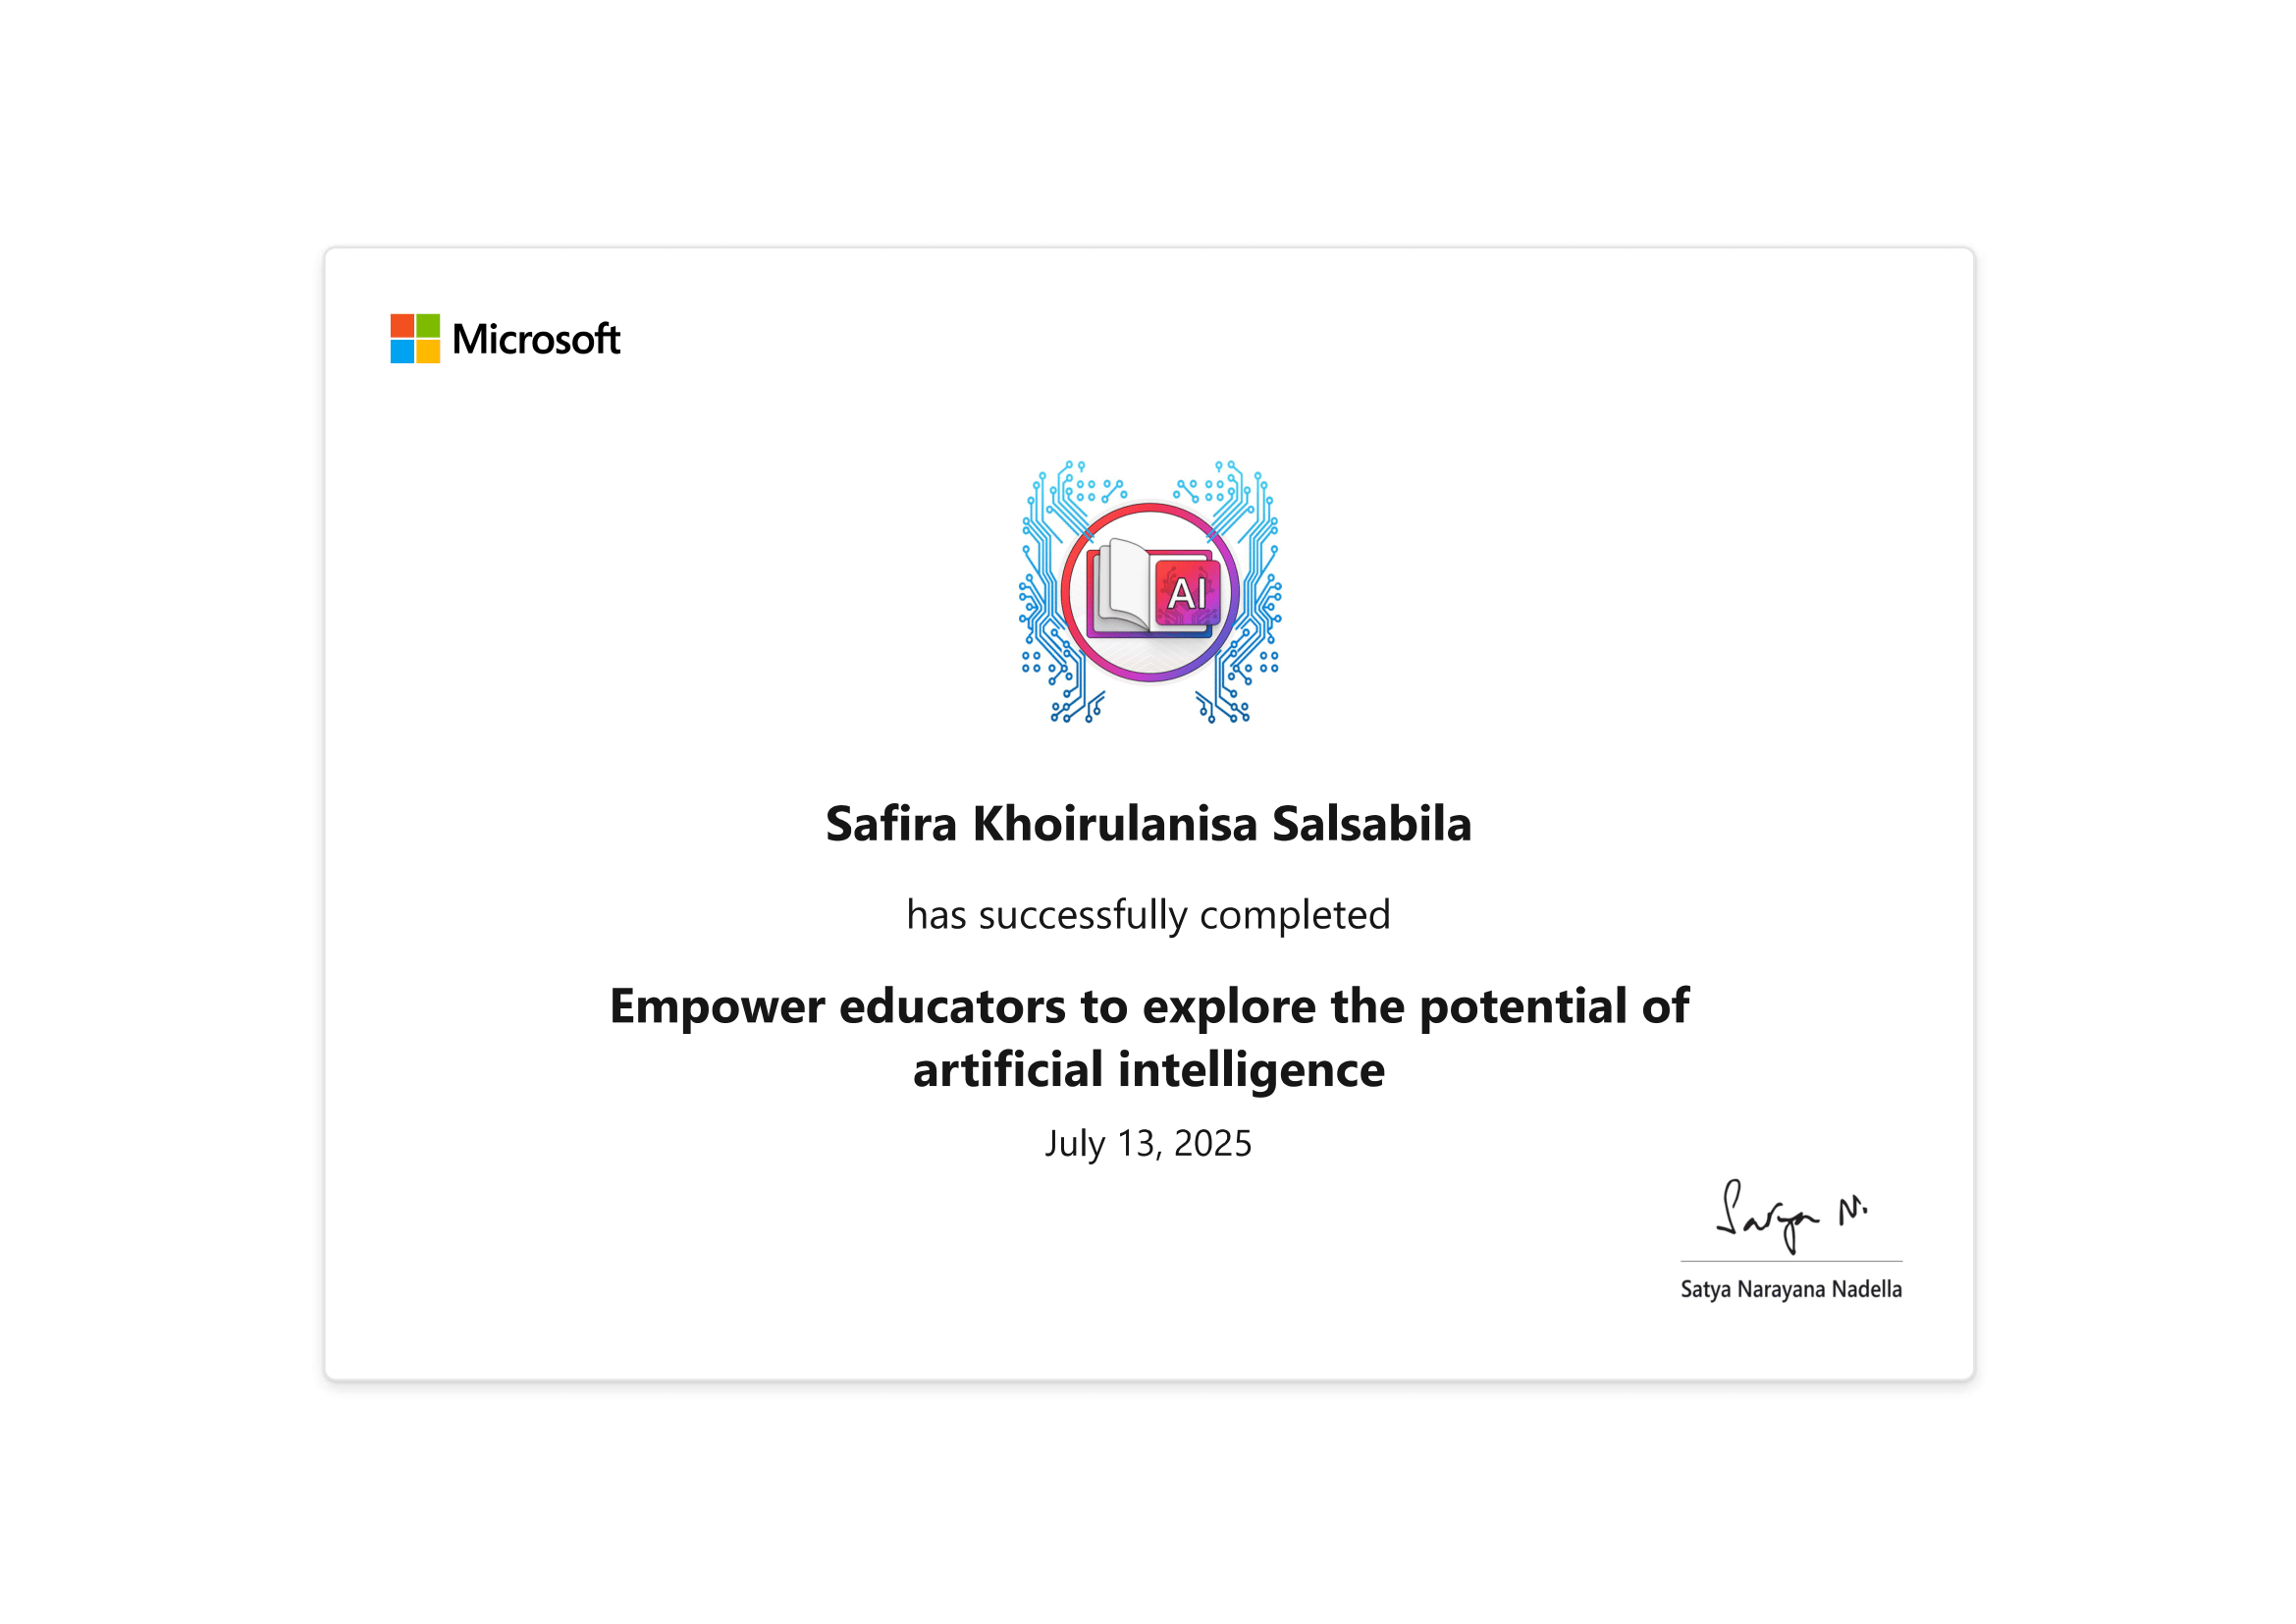 Microsoft
AI
Safira Khoirulanisa Salsabila
has successfully completed
Empower educators to explore the potential of
artificial intelligence
July 13, 2025
Satya N.
Satya Narayana Nadella